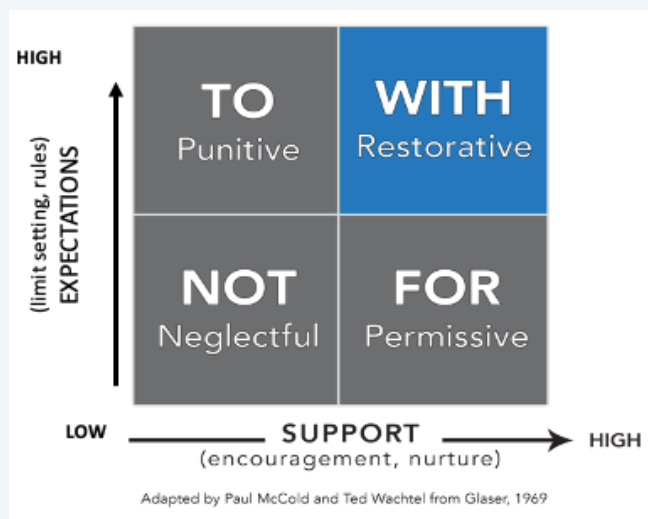 HIGH
TO
Punitive
WITH
Restorative
(limit setting, rules)
EXPECTATIONS
NOT
Neglectful
FOR
Permissive
LOW
SUPPORT
(encouragement, nurture)
HIGH
Adapted by Paul McCold and Ted Wachtel from Glaser, 1969